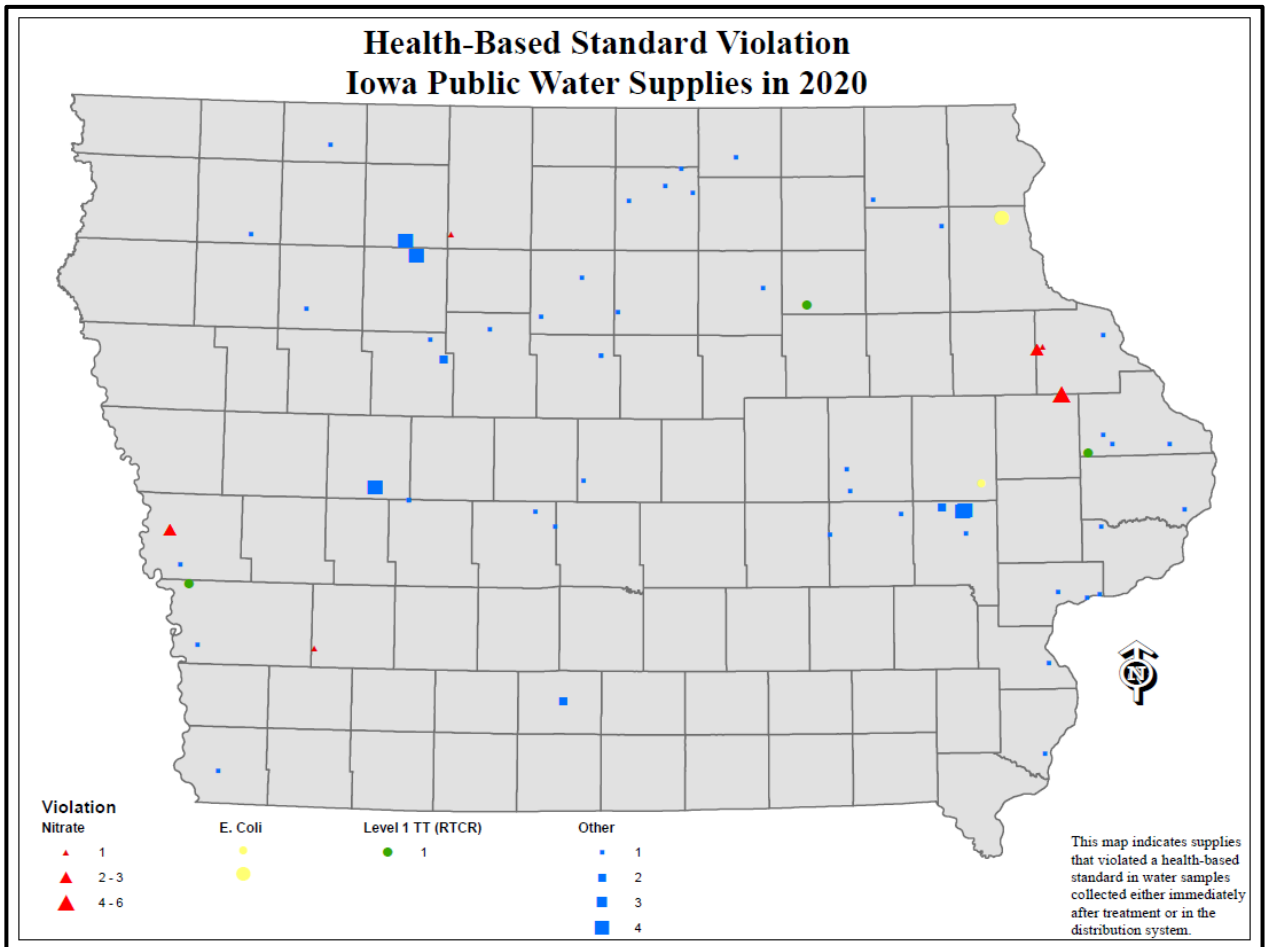 Health-Based Standard Violation
Iowa Public Water Supplies in 2020
N
Violation
Nitrate
1
2 - 3
4 - 6
E. Coli
Level 1 TT (RTCR)
1
Other
1
2
3
4
This map indicates supplies
that violated a health-based
standard in water samples
collected either immediately
after treatment or in the
distribution system.